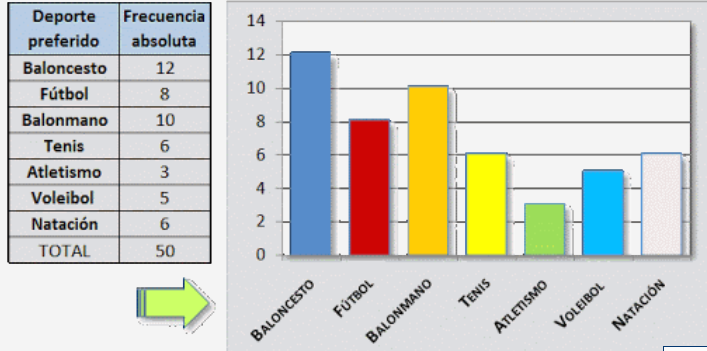 Deporte preferido Frecuencia absoluta
Baloncesto 12
Fútbol 8
Balonmano 10
Tenis 6
Atletismo 3
Voleibol 5
Natación 6
TOTAL 50
14
12
10
8
6
4
2
0
BALONCESTO
FÚTBOL
BALONMANO
TENIS
ATLETISMO
VOLEIBOL
NATACIÓN